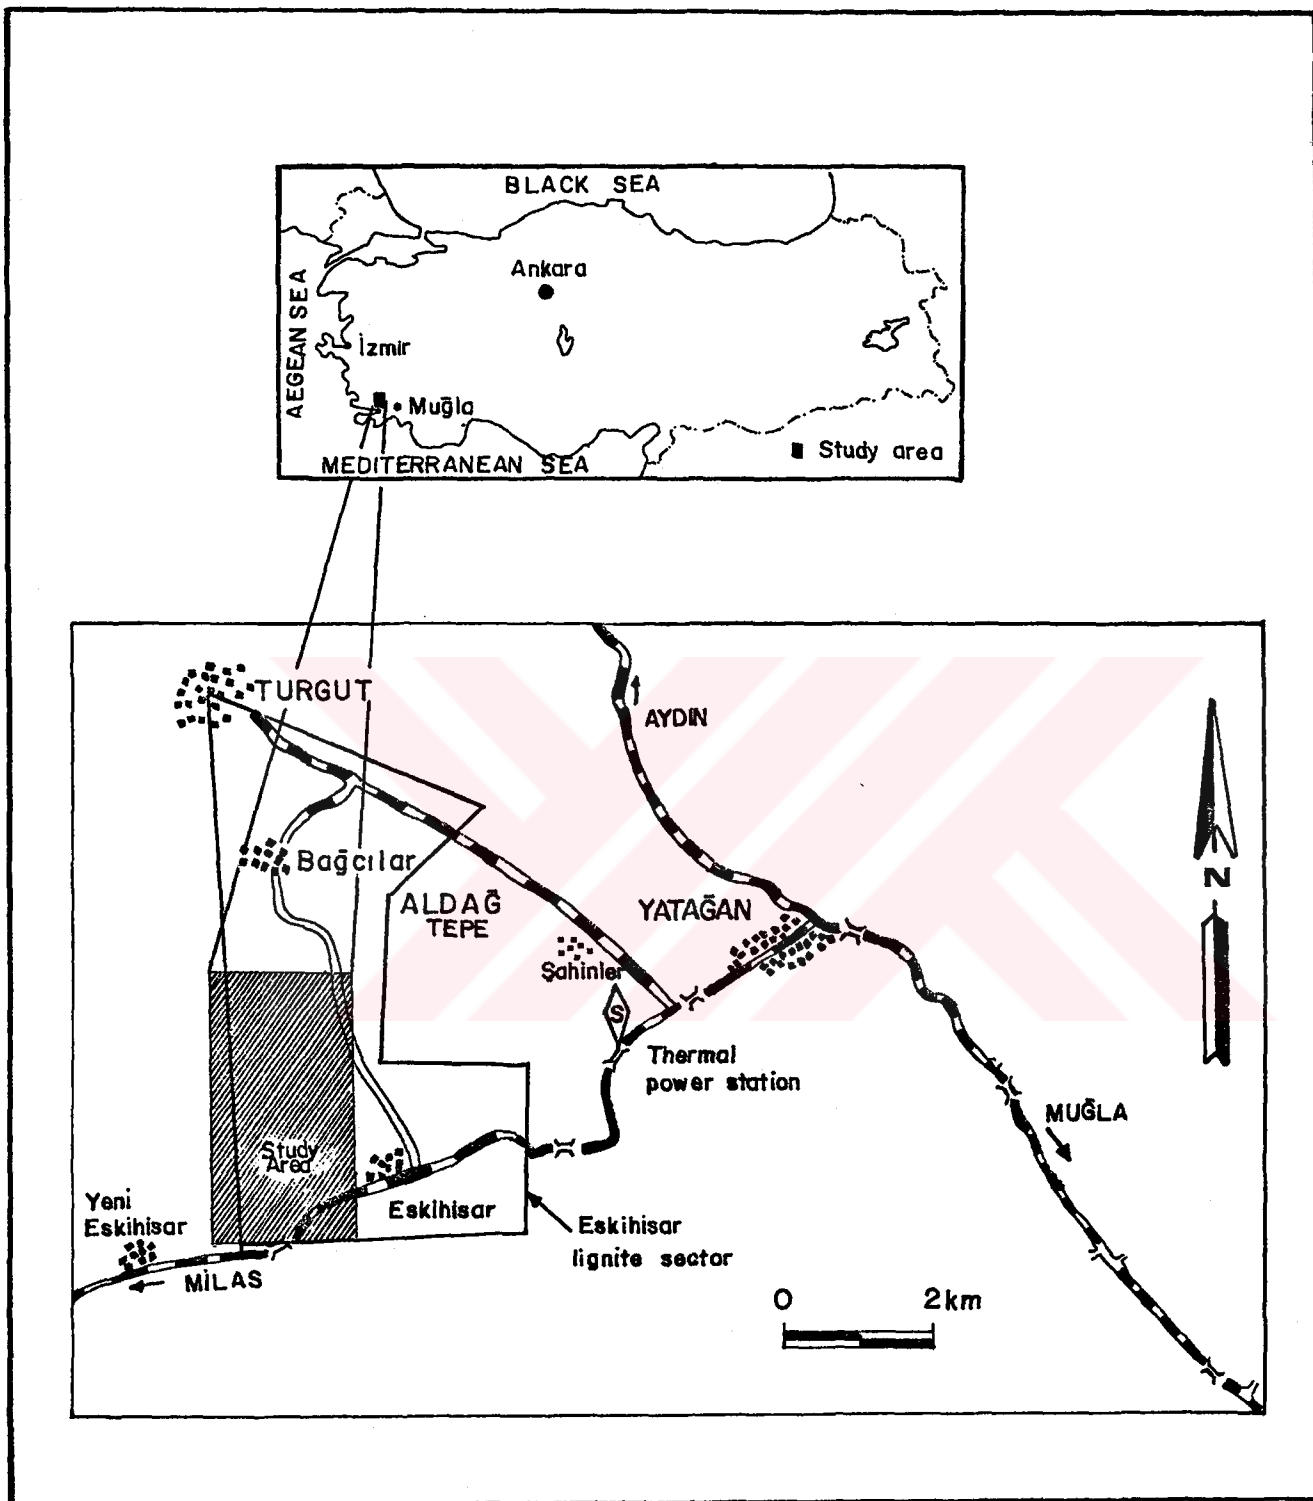 BLACK SEA
AEGEAN SEA
Ankara
İzmir
Muğla
Study area
MEDITERRANEAN SEA
TURGUT
AYDIN
Bağcılar
ALDAĞ
TEPE
YATAĞAN
Şahinler
N
S
Thermal
power station
MUĞLA
Study
Area
Yeni
Eskihisar
Eskihisar
Eskihisar
lignite sector
MİLAS
0 2km